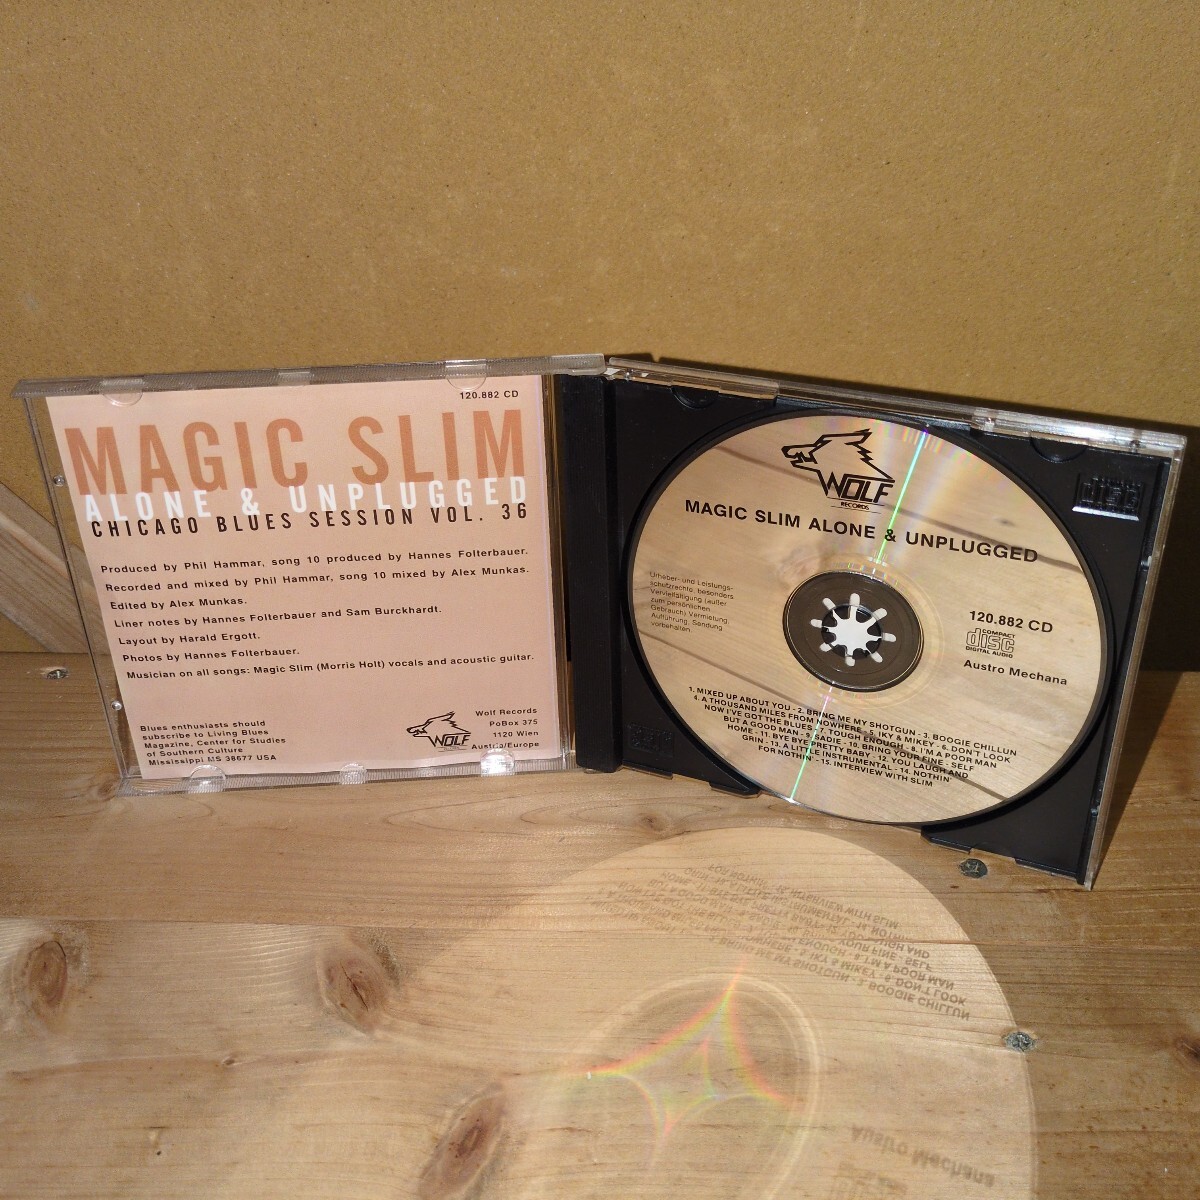 120.882 CD
MAGIC SLIM
ALONE & UNPLUGGED
CHICAGO BLUES SESSION VOL. 36
Produced by Phil Hammar, song 10 produced by Hannes Folterbauer.
Recorded and mixed by Phil Hammar, song 10 mixed by Alex Munkas.
Edited by Alex Munkas.
Liner notes by Hannes Folterbauer and Sam Burckhardt.
Layout by Harald Ergott.
Photos by Hannes Folterbauer.
Musician on all songs: Magic Slim (Morris Holt) vocals and acoustic guitar.
Blues enthusiasts should
subscribe to Living Blues
Magazine, Center for Studies
of Southern Culture
Mississippi MS 38677 USA
WOLF
Wolf Records
PoBox 375
1120 Wien
Austria/Europe
WOLF
RECORDS
MAGIC SLIM ALONE & UNPLUGGED
Urheber- und Leistungs-
schutzrechte, besonders
Vervielfältigung (außer
zum persönlichen
Gebrauch) Vermietung,
Aufführung, Sendung
vorbehalten.
120.882 CD
COMPACT
disc
DIGITAL AUDIO
Austro Mechana
1. MIXED UP ABOUT YOU - 2. BRING ME MY SHOTGUN - 3. BOOGIE CHILLUN
4. A THOUSAND MILES FROM NOWHERE - 5. IKY & MIKEY - 6. DON'T LOOK
NOW I'VE GOT THE BLUES - 7. TOUGH ENOUGH - 8. I'M A POOR MAN
BUT A GOOD MAN - 9. SADIE - 10. BRING YOUR FINE - SELF
HOME - 11. BYE BYE PRETTY BABY - 12. YOU LAUGH AND
GRIN - 13. A LITTLE INSTRUMENTAL - 14. NOTHIN'
FOR NOTHIN' - 15. INTERVIEW WITH SLIM